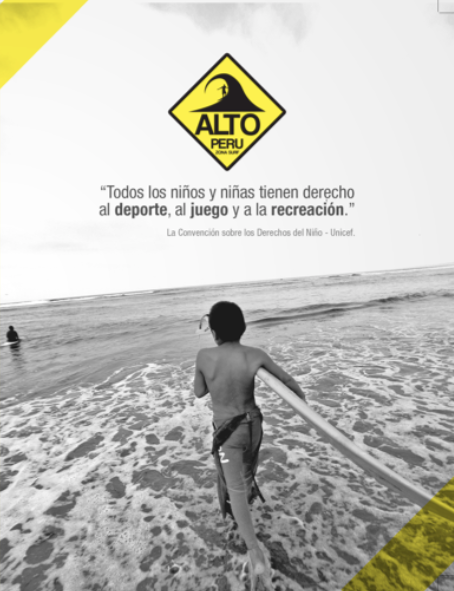 ALTO
PERU
ZONA SURF
“Todos los niños y niñas tienen derecho
al deporte, al juego y a la recreación.”
La Convención sobre los Derechos del Niño - Unicef.
2